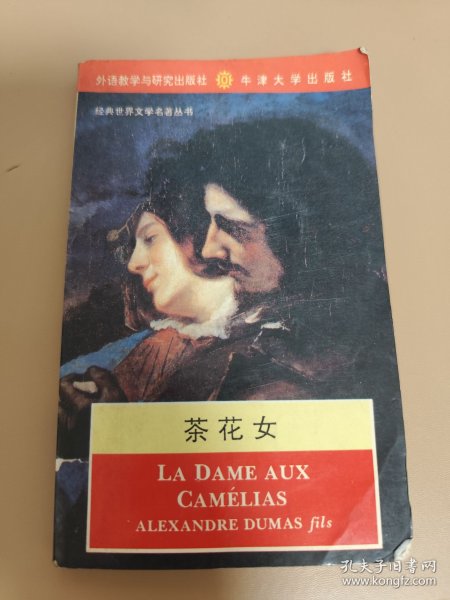 外语教学与研究出版社 牛津大学出版社
经典世界文学名著丛书
茶花女
LA DAME AUX
CAMÉLIAS
ALEXANDRE DUMAS fils
孔夫子旧书网
www.kongfz.com